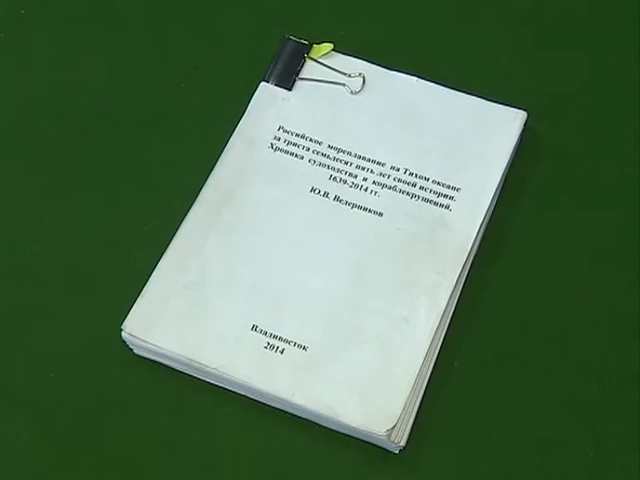 Российское мореплавание на Тихом океане
за триста семьдесят пять лет своей истории.
Хроника судоходства и кораблекрушений.
1639-2014 гг.
Ю.В. Ведерников
Владивосток
2014